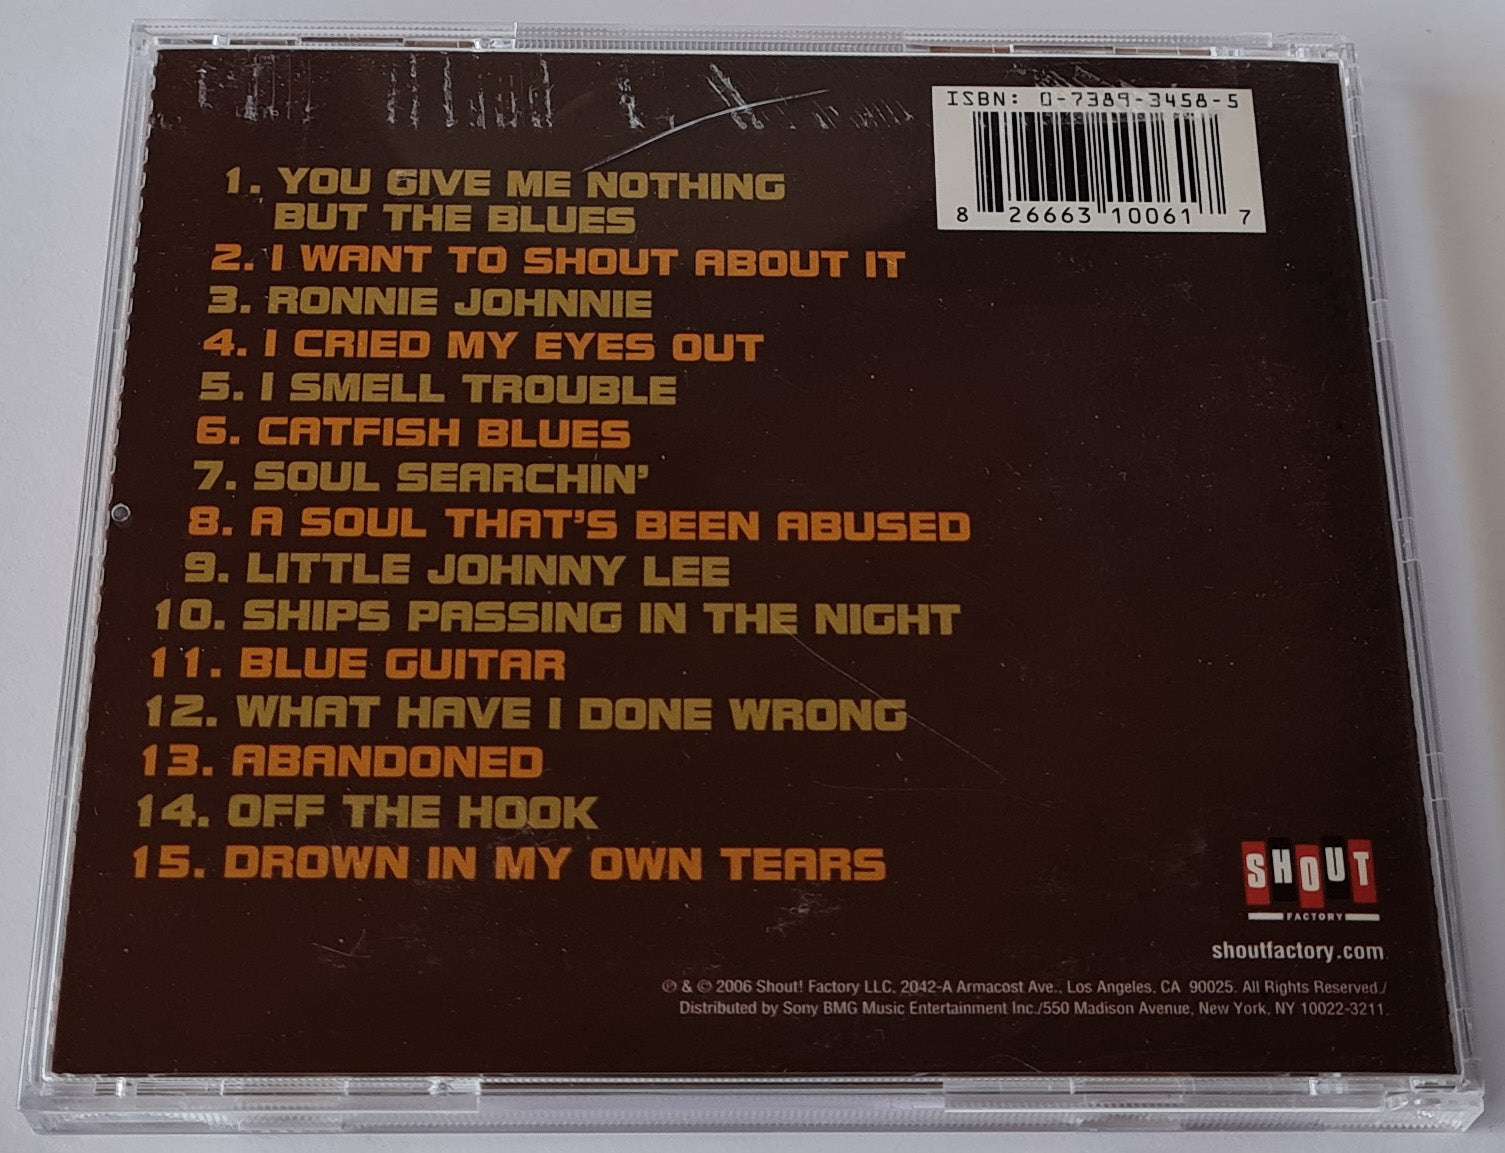 ISBN: 0-7389-3458-5
8 26663 10061 7
1. YOU GIVE ME NOTHING
BUT THE BLUES
2. I WANT TO SHOUT ABOUT IT
3. RONNIE JOHNNIE
4. I CRIED MY EYES OUT
5. I SMELL TROUBLE
6. CATFISH BLUES
7. SOUL SEARCHIN'
8. A SOUL THAT'S BEEN ABUSED
9. LITTLE JOHNNY LEE
10. SHIPS PASSING IN THE NIGHT
11. BLUE GUITAR
12. WHAT HAVE I DONE WRONG
13. ABANDONED
14. OFF THE HOOK
15. DROWN IN MY OWN TEARS
SHOUT
FACTORY
shoutfactory.com
℗ & © 2006 Shout! Factory LLC, 2042-A Armacost Ave., Los Angeles, CA 90025. All Rights Reserved./
Distributed by Sony BMG Music Entertainment Inc./550 Madison Avenue, New York, NY 10022-3211.